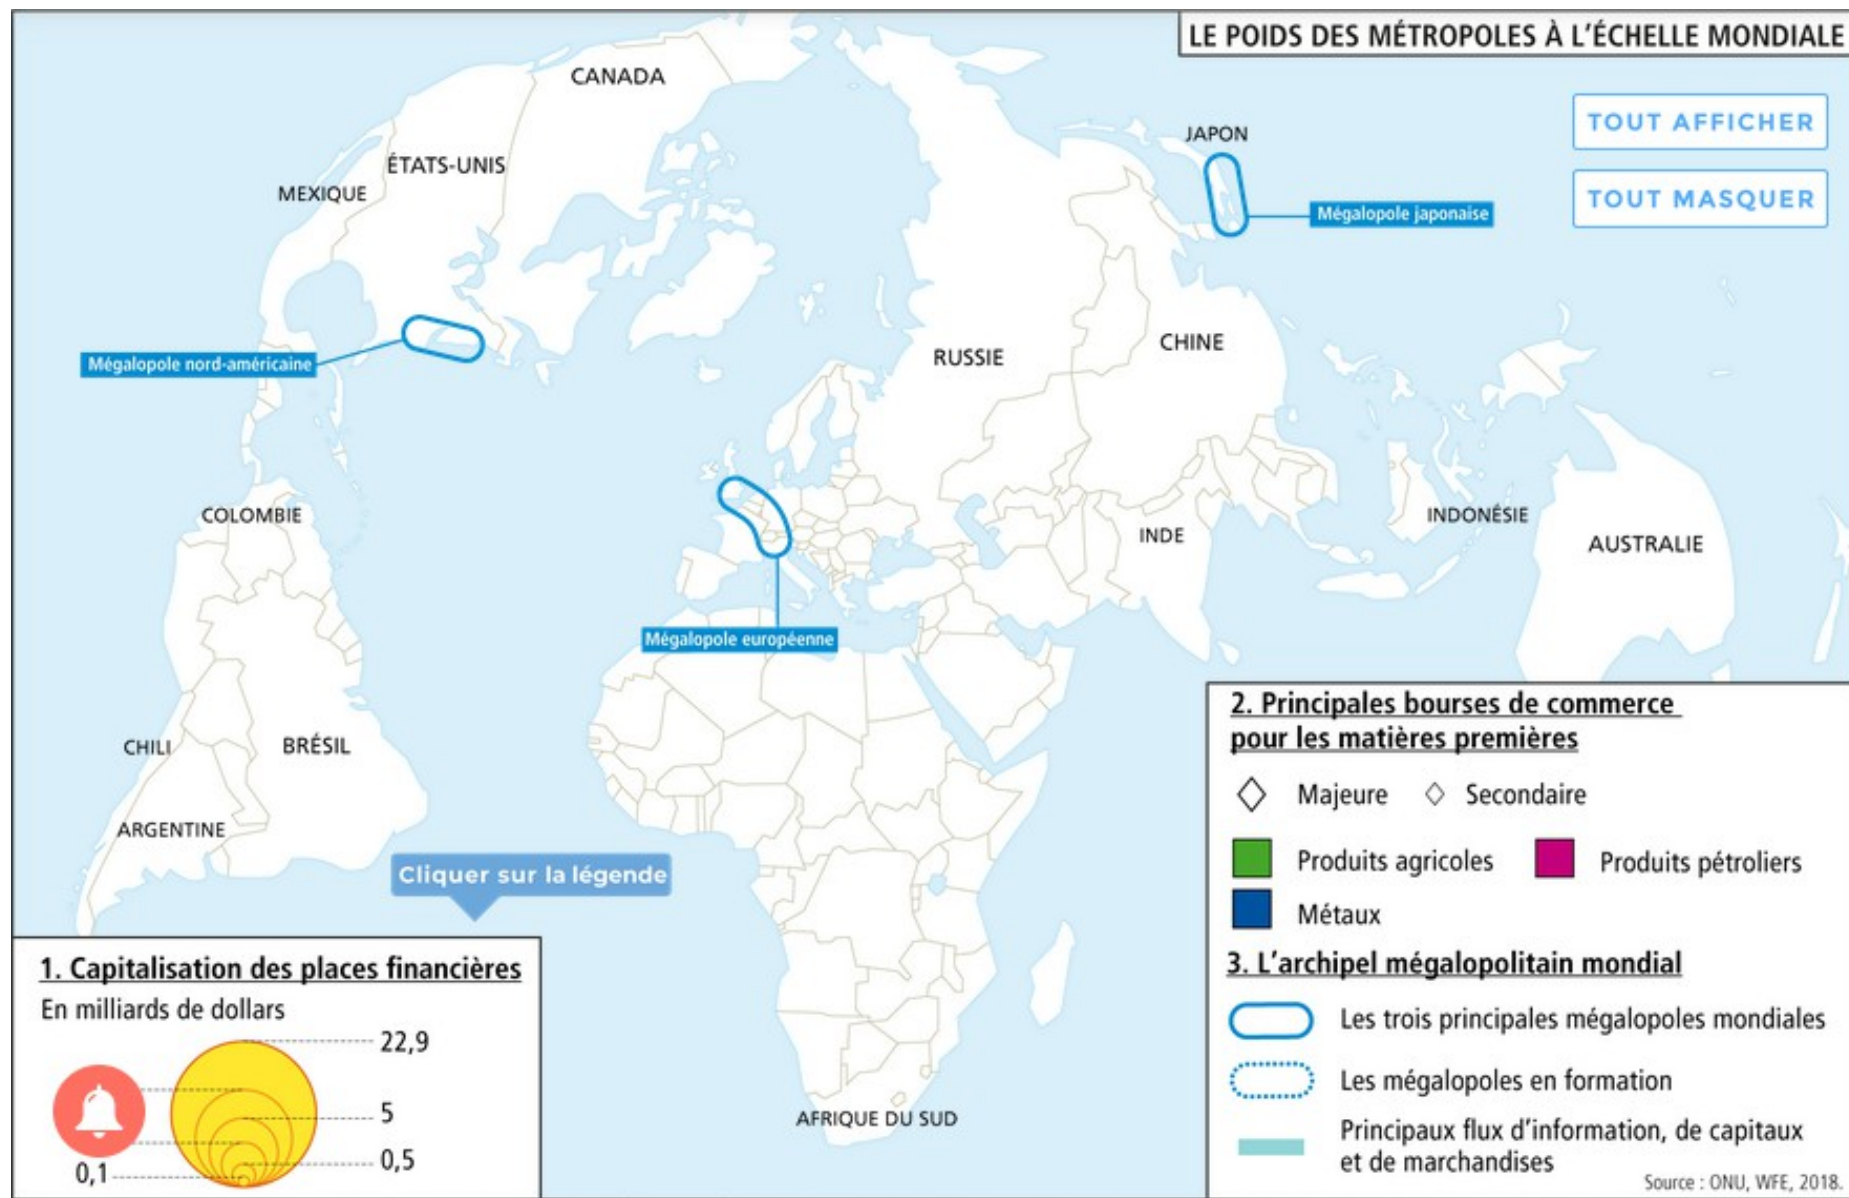 LE POIDS DES MÉTROPOLES À L'ÉCHELLE MONDIALE
TOUT AFFICHER
TOUT MASQUER
CANADA
ÉTATS-UNIS
MEXIQUE
JAPON
Mégalopole japonaise
Mégalopole nord-américaine
RUSSIE
CHINE
COLOMBIE
INDE
INDONÉSIE
AUSTRALIE
Mégalopole européenne
CHILI
BRÉSIL
ARGENTINE
AFRIQUE DU SUD
Cliquer sur la légende
1. Capitalisation des places financières
En milliards de dollars
22,9
5
0,5
0,1
2. Principales bourses de commerce
pour les matières premières
Majeure
Secondaire
Produits agricoles
Produits pétroliers
Métaux
3. L'archipel mégalopolitain mondial
Les trois principales mégalopoles mondiales
Les mégalopoles en formation
Principaux flux d'information, de capitaux
et de marchandises
Source : ONU, WFE, 2018.